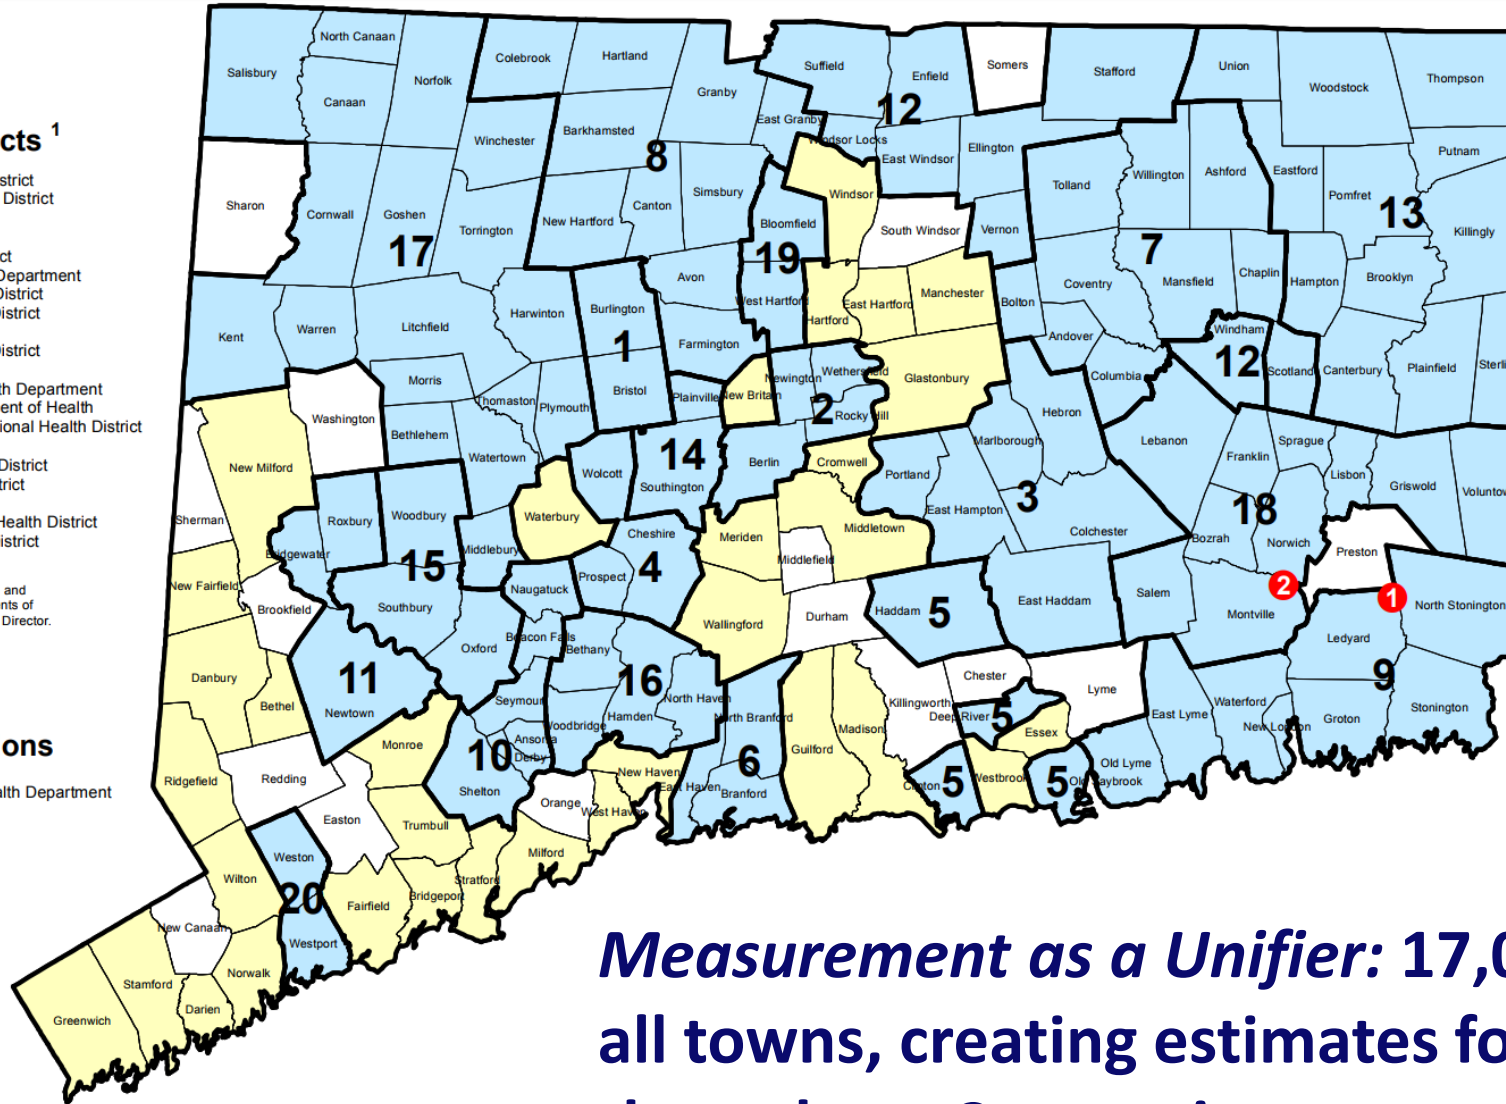 cts 1
strict
District
ct
Department
District
istrict
District
th Department
ent of Health
ional Health District
District
trict
Health District
istrict
and
nts of
Director.
ons
alth Department
North Canaan
Salisbury
Canaan
Norfolk
Colebrook
Hartland
Granby
Suffield
Enfield
Somers
Stafford
Union
Woodstock
Thompson
12
East Granby
Winchester
Barkhamsted
8
Windsor Locks
East Windsor
Ellington
Putnam
Sharon
Cornwall
Goshen
Torrington
17
New Hartford
Canton
Simsbury
Bloomfield
19
Windsor
South Windsor
Vernon
Tolland
Willington
Ashford
Eastford
Pomfret
13
Killingly
7
Mansfield
Chaplin
Hampton
Brooklyn
Kent
Warren
Litchfield
Harwinton
Burlington
1
Bristol
Avon
Farmington
West Hartford
Hartford
East Hartford
Manchester
Bolton
Coventry
Andover
Windham
12
Scotland
Canterbury
Plainfield
Sterli
Washington
Morris
Bethlehem
Thomaston
Plymouth
Plainville
New Britain
Newington
Wethersfield
2
Rocky Hill
Glastonbury
Columbia
Hebron
Marlborough
Lebanon
Franklin
Sprague
Lisbon
Griswold
Voluntow
New Milford
Watertown
Wolcott
14
Southington
Berlin
Cromwell
Portland
East Hampton
3
Colchester
18
Bozrah
Norwich
Preston
Sherman
Bridgewater
Roxbury
Woodbury
15
Middlebury
Waterbury
Cheshire
4
Prospect
Naugatuck
Meriden
Middlefield
Middletown
New Fairfield
Brookfield
Southbury
Oxford
Beacon Falls
Bethany
Wallingford
Durham
Haddam
5
East Haddam
Salem
Montville
2
1
North Stonington
Ledyard
9
Danbury
Bethel
11
Newtown
Seymour
Woodbridge
16
Hamden
North Haven
North Branford
Guilford
Madison
Killingworth
Chester
Deep River
5
Essex
Lyme
East Lyme
Waterford
New London
Groton
Stonington
Ridgefield
Redding
Monroe
10
Ansonia
Derby
Shelton
Orange
New Haven
West Haven
East Haven
6
Branford
Clinton
5
Westbrook
5
Old Saybrook
Old Lyme
Easton
Trumbull
Milford
Stratford
Bridgeport
Fairfield
Weston
20
Westport
Wilton
New Canaan
Norwalk
Stamford
Darien
Greenwich
Measurement as a Unifier: 17,0
all towns, creating estimates fo